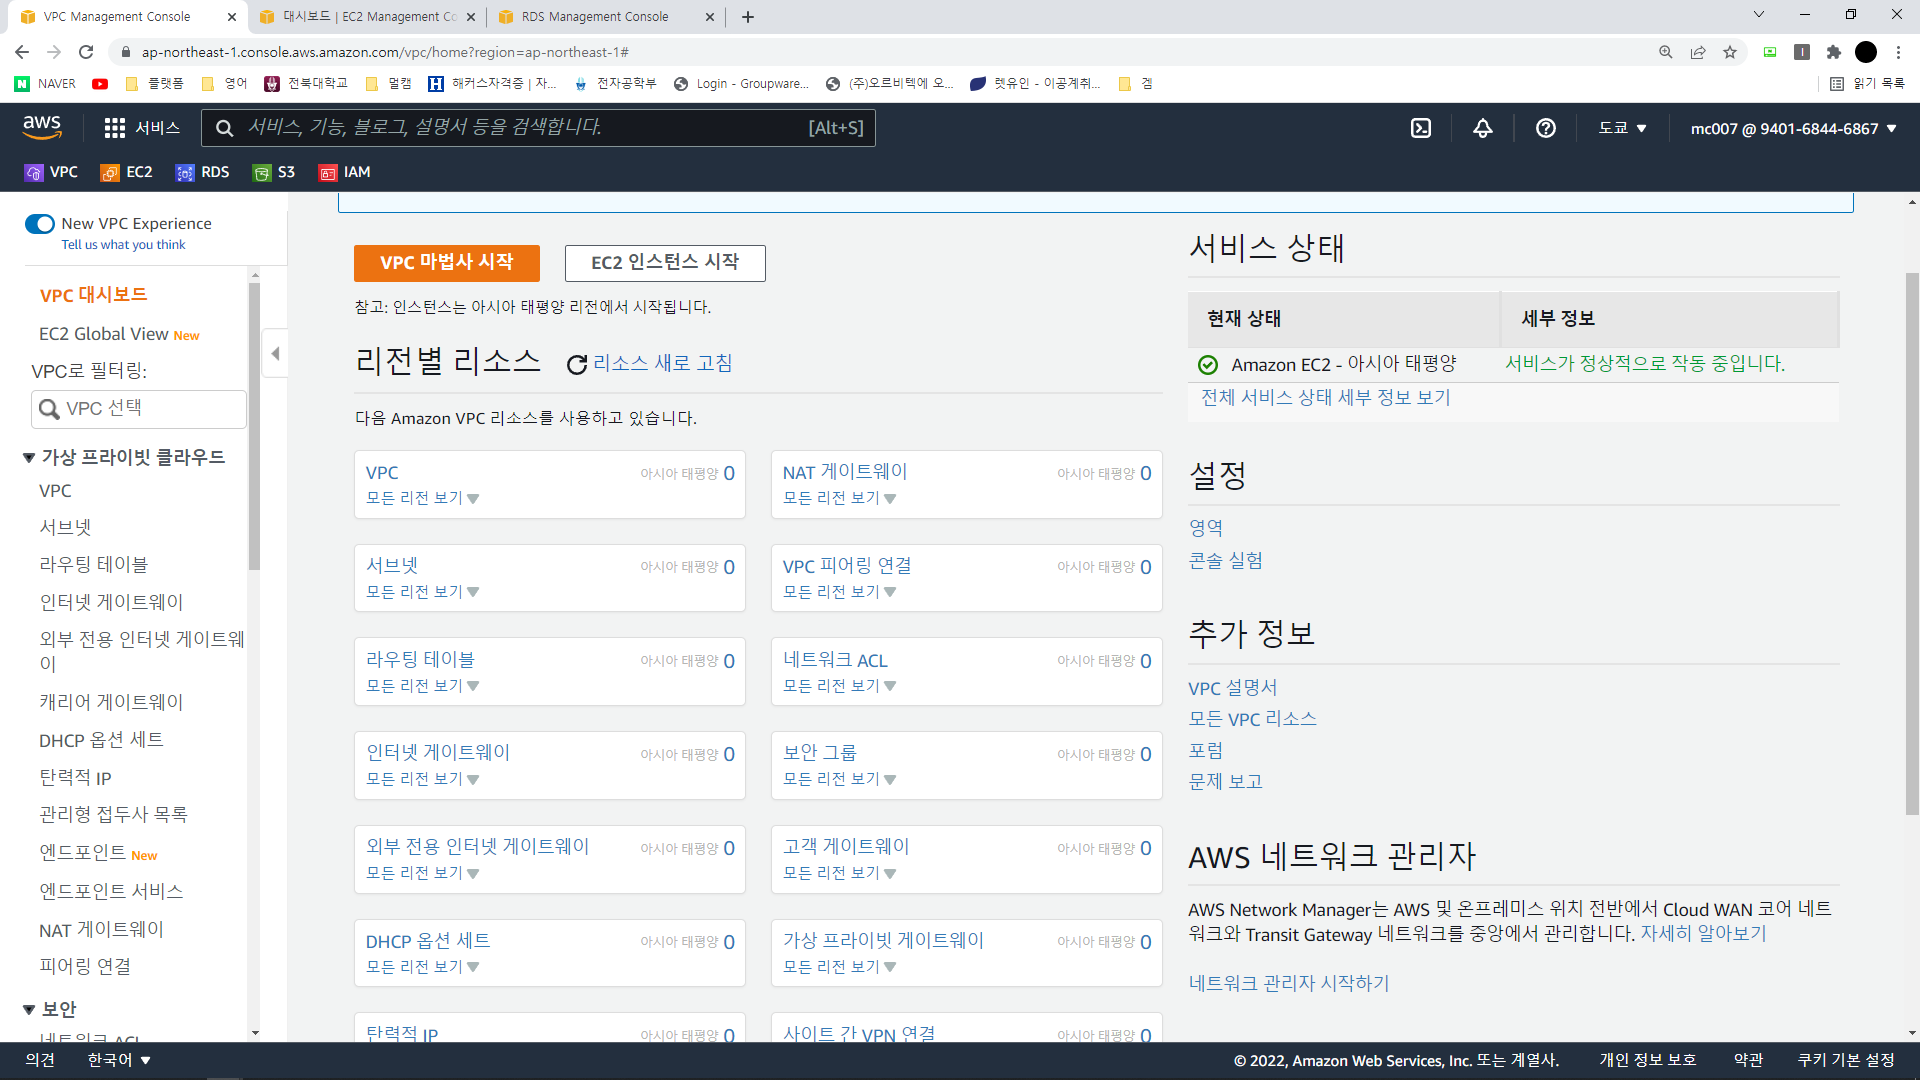 VPC Management Console
대시보드 | EC2 Management Co
RDS Management Console
ap-northeast-1.console.aws.amazon.com/vpc/home?region=ap-northeast-1#
NAVER
플랫폼
영어
전북대학교
멀캠
해커스자격증 | 자...
전자공학부
Login - Groupware...
(주)오르비텍에 오...
렛유인 - 이공계취...
겜
읽기 목록
aws
서비스
서비스, 기능, 블로그, 설명서 등을 검색합니다.
[Alt+S]
도쿄
mc007 @ 9401-6844-6867
VPC
EC2
RDS
S3
IAM
New VPC Experience
Tell us what you think
VPC 대시보드
EC2 Global View New
VPC로 필터링:
VPC 선택
가상 프라이빗 클라우드
VPC
서브넷
라우팅 테이블
인터넷 게이트웨이
외부 전용 인터넷 게이트웨
이
캐리어 게이트웨이
DHCP 옵션 세트
탄력적 IP
관리형 접두사 목록
엔드포인트 New
엔드포인트 서비스
NAT 게이트웨이
피어링 연결
보안
네트워크 ACL
VPC 마법사 시작
EC2 인스턴스 시작
참고: 인스턴스는 아시아 태평양 리전에서 시작됩니다.
리전별 리소스
리소스 새로 고침
다음 Amazon VPC 리소스를 사용하고 있습니다.
VPC
아시아 태평양 0
모든 리전 보기
NAT 게이트웨이
아시아 태평양 0
모든 리전 보기
서브넷
아시아 태평양 0
모든 리전 보기
VPC 피어링 연결
아시아 태평양 0
모든 리전 보기
라우팅 테이블
아시아 태평양 0
모든 리전 보기
네트워크 ACL
아시아 태평양 0
모든 리전 보기
인터넷 게이트웨이
아시아 태평양 0
모든 리전 보기
보안 그룹
아시아 태평양 0
모든 리전 보기
외부 전용 인터넷 게이트웨이
아시아 태평양 0
모든 리전 보기
고객 게이트웨이
아시아 태평양 0
모든 리전 보기
DHCP 옵션 세트
아시아 태평양 0
모든 리전 보기
가상 프라이빗 게이트웨이
아시아 태평양 0
모든 리전 보기
탄력적 IP
아시아 태평양 0
사이트 간 VPN 연결
아시아 태평양 0
서비스 상태
현재 상태
세부 정보
Amazon EC2 - 아시아 태평양
서비스가 정상적으로 작동 중입니다.
전체 서비스 상태 세부 정보 보기
설정
영역
콘솔 실험
추가 정보
VPC 설명서
모든 VPC 리소스
포럼
문제 보고
AWS 네트워크 관리자
AWS Network Manager는 AWS 및 온프레미스 위치 전반에서 Cloud WAN 코어 네트
워크와 Transit Gateway 네트워크를 중앙에서 관리합니다. 자세히 알아보기
네트워크 관리자 시작하기
의견
한국어
© 2022, Amazon Web Services, Inc. 또는 계열사.
개인 정보 보호
약관
쿠키 기본 설정